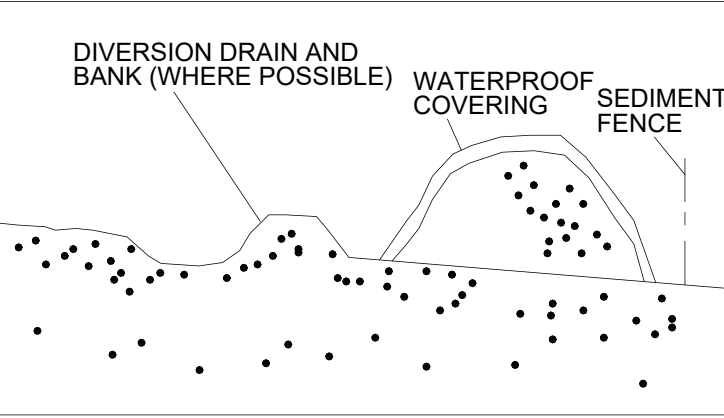 DIVERSION DRAIN AND
BANK (WHERE POSSIBLE)
WATERPROOF
COVERING
SEDIMENT
FENCE